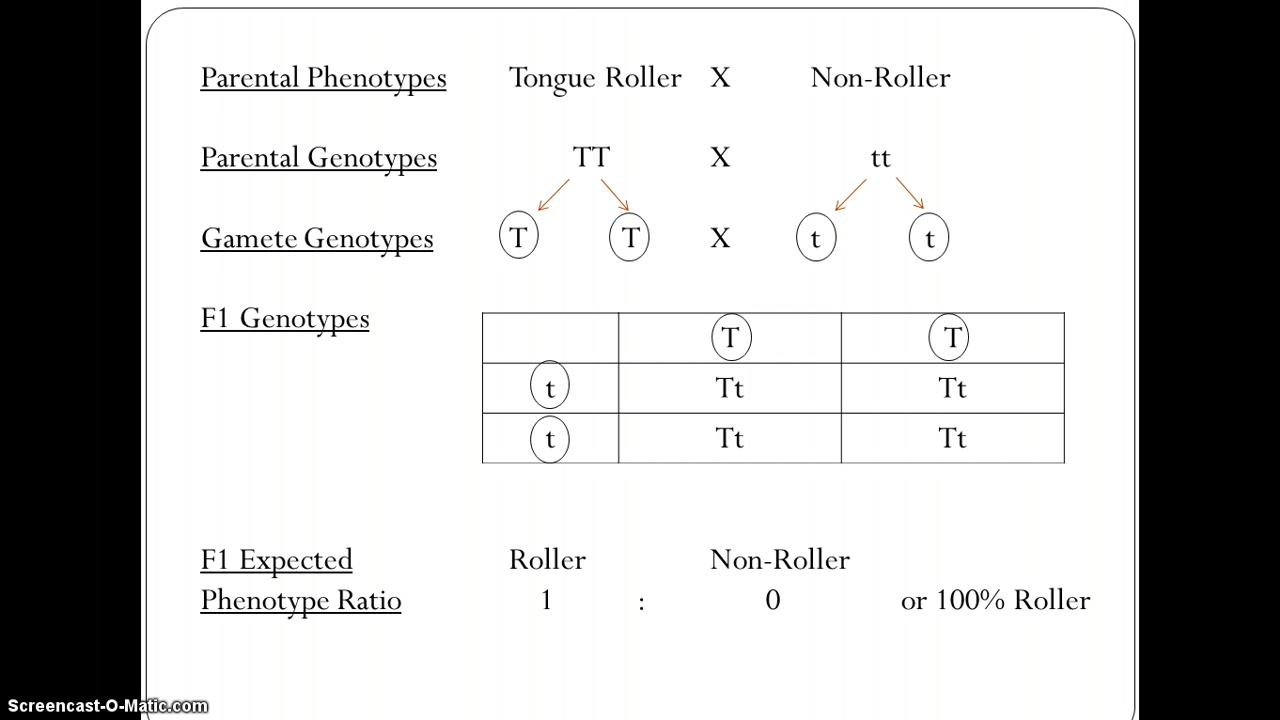 Parental Phenotypes Tongue Roller X Non-Roller
Parental Genotypes TT X tt
Gamete Genotypes T T X t t
F1 Genotypes
T T
t Tt Tt
t Tt Tt
F1 Expected Roller Non-Roller
Phenotype Ratio 1 : 0 or 100% Roller
Screencast-O-Matic.com